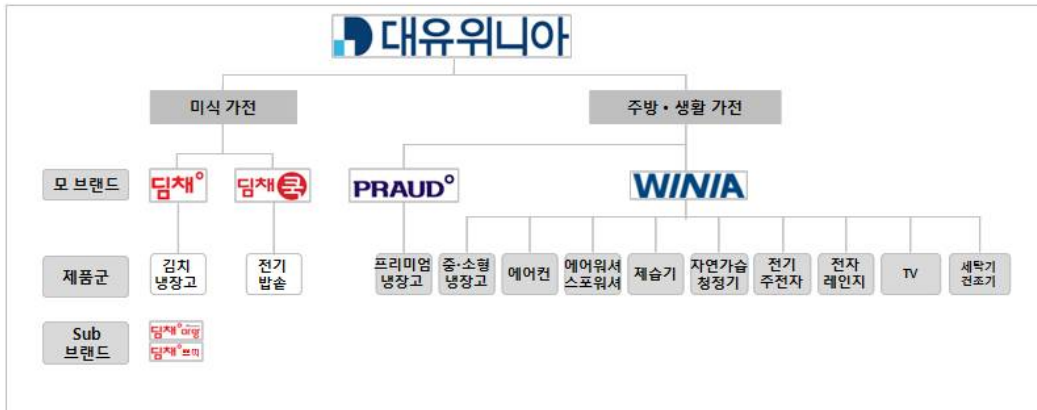 대유위니아
미식 가전
주방·생활 가전
모 브랜드
딤채°
딤채쿡
PRAUD°
WINIA
제품군
김치
냉장고
전기
밥솥
프리미엄
냉장고
중·소형
냉장고
에어컨
에어워셔
스포워셔
제습기
자연가습
청정기
전기
주전자
전자
레인지
TV
세탁기
건조기
Sub
브랜드
딤채°
딤채°쁘띠